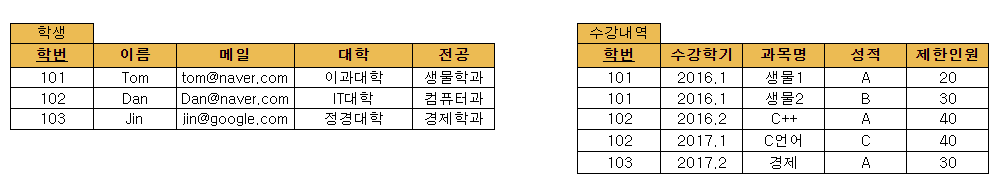 학생
학번 이름 메일 대학 전공
101 Tom tom@naver.com 이과대학 생물학과
102 Dan Dan@naver.com IT대학 컴퓨터과
103 Jin jin@google.com 정경대학 경제학과
수강내역
학번 수강학기 과목명 성적 제한인원
101 2016.1 생물1 A 20
101 2016.1 생물2 B 30
102 2016.2 C++ A 40
102 2017.1 C언어 C 40
103 2017.2 경제 A 30